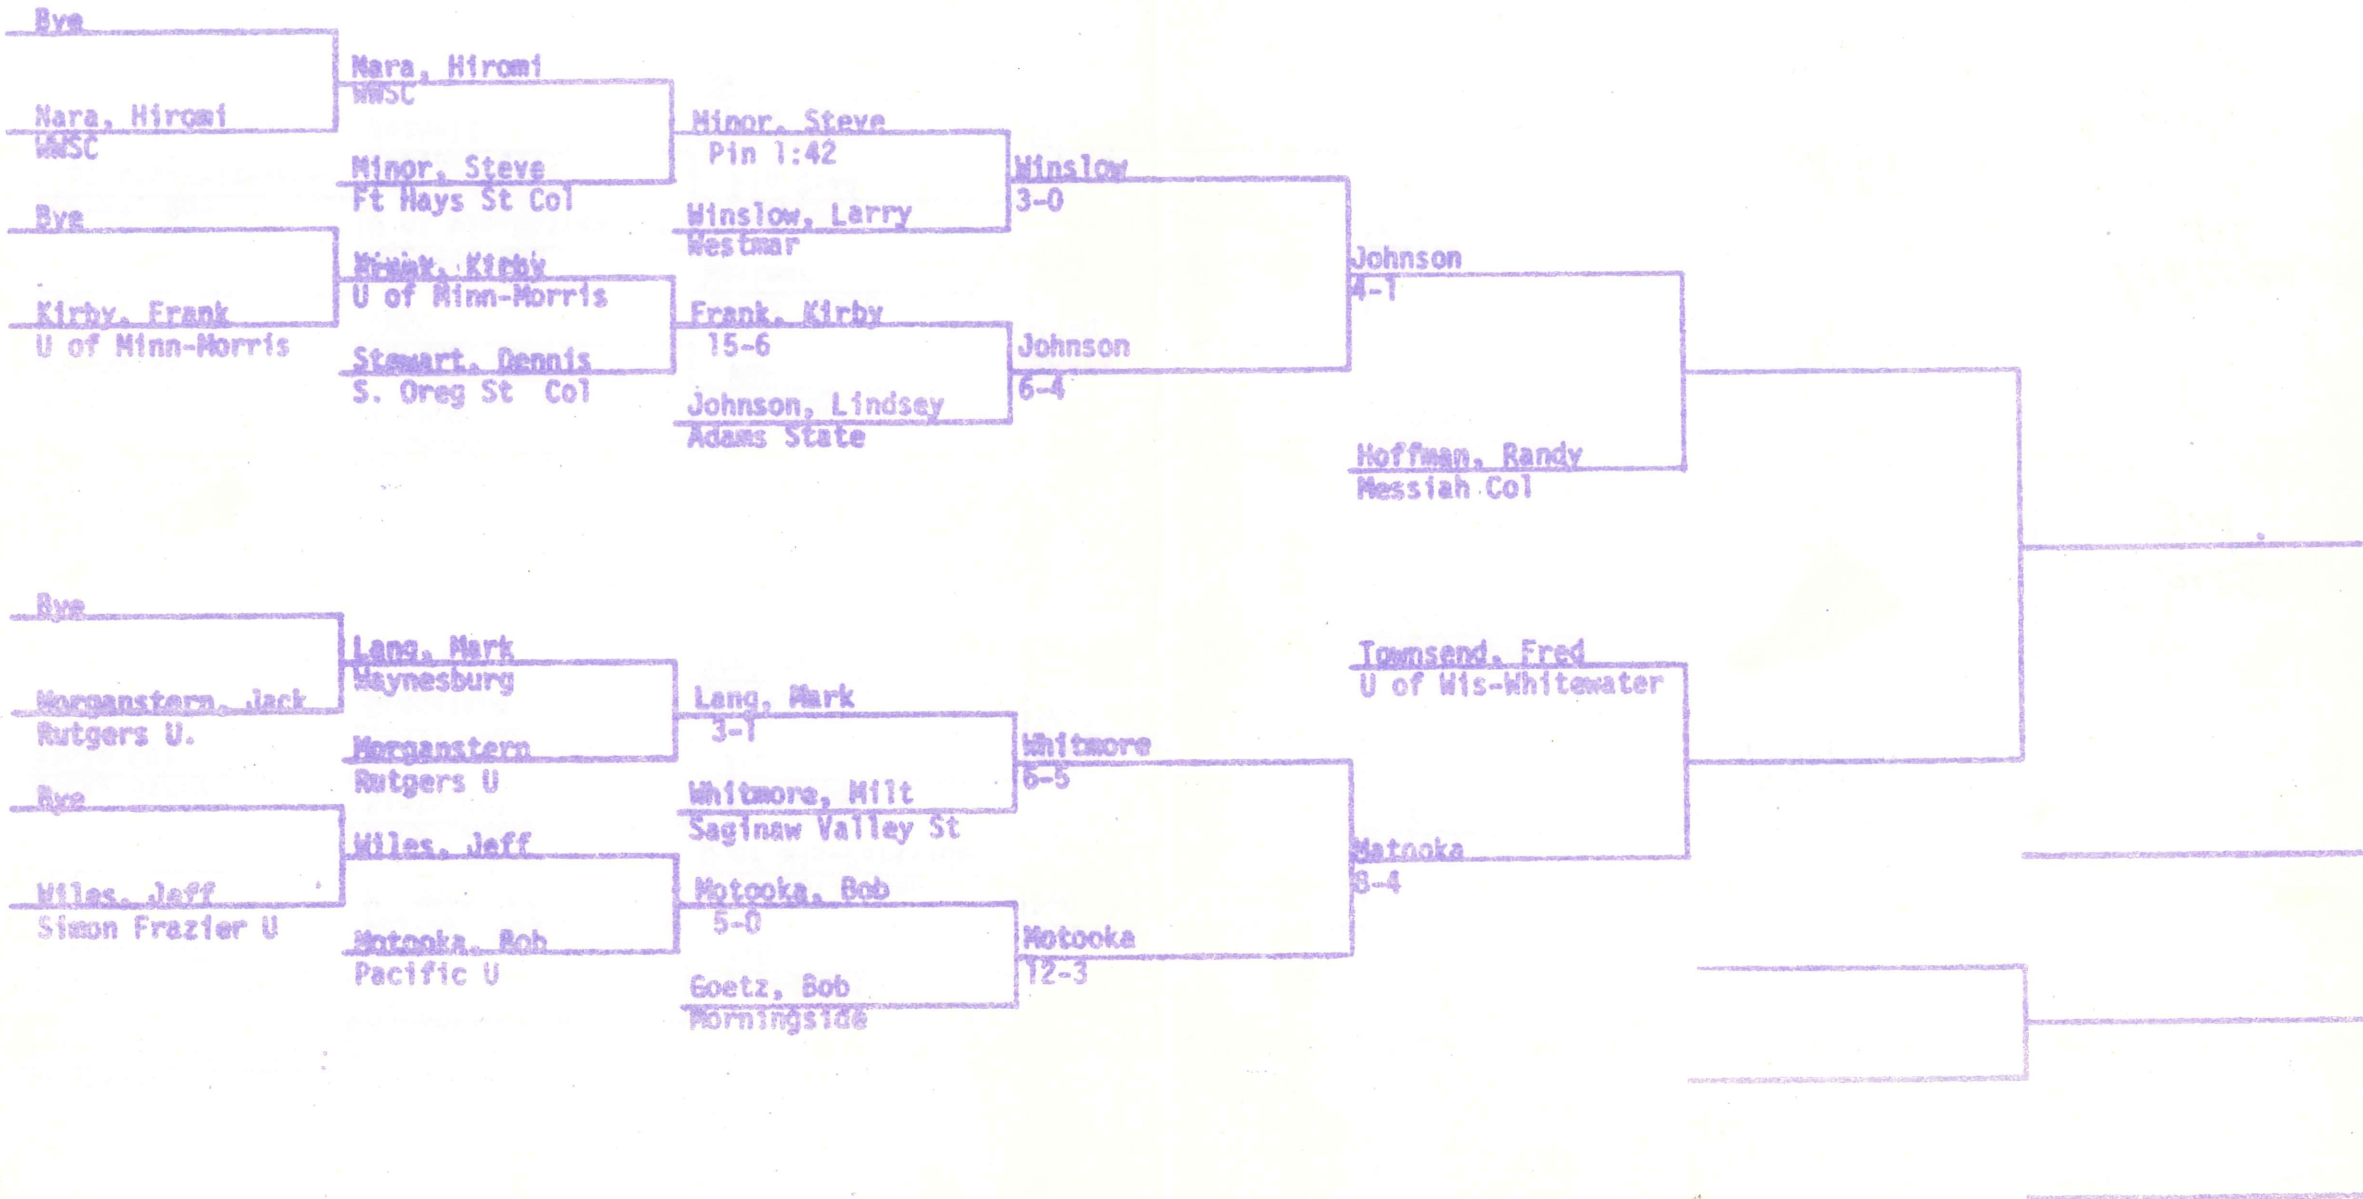 Bye
Nara, Hiromi
WWSC
Bye
Kirby, Frank
U of Minn-Morris
Nara, Hiromi
WWSC
Minor, Steve
Ft Hays St Col
Kirby
U of Minn-Morris
Stewart, Dennis
S. Oreg St Col
Minor, Steve
Pin 1:42
Winslow, Larry
Westmar
Frank, Kirby
15-6
Johnson, Lindsey
Adams State
Winslow
3-0
Johnson
6-4
Johnson
4-1
Hoffman, Randy
Messiah Col
Bye
Morganstern, Jack
Rutgers U.
Bye
Wiles, Jeff
Simon Frazier U
Lang, Mark
Waynesburg
Morganstern
Rutgers U
Wiles, Jeff
Motooka, Bob
Pacific U
Lang, Mark
3-1
Whitmore, Milt
Saginaw Valley St
Motooka, Bob
5-0
Goetz, Bob
Morningside
Whitmore
6-5
Motooka
12-3
Townsend, Fred
U of Wis-Whitewater
Matooka
8-4